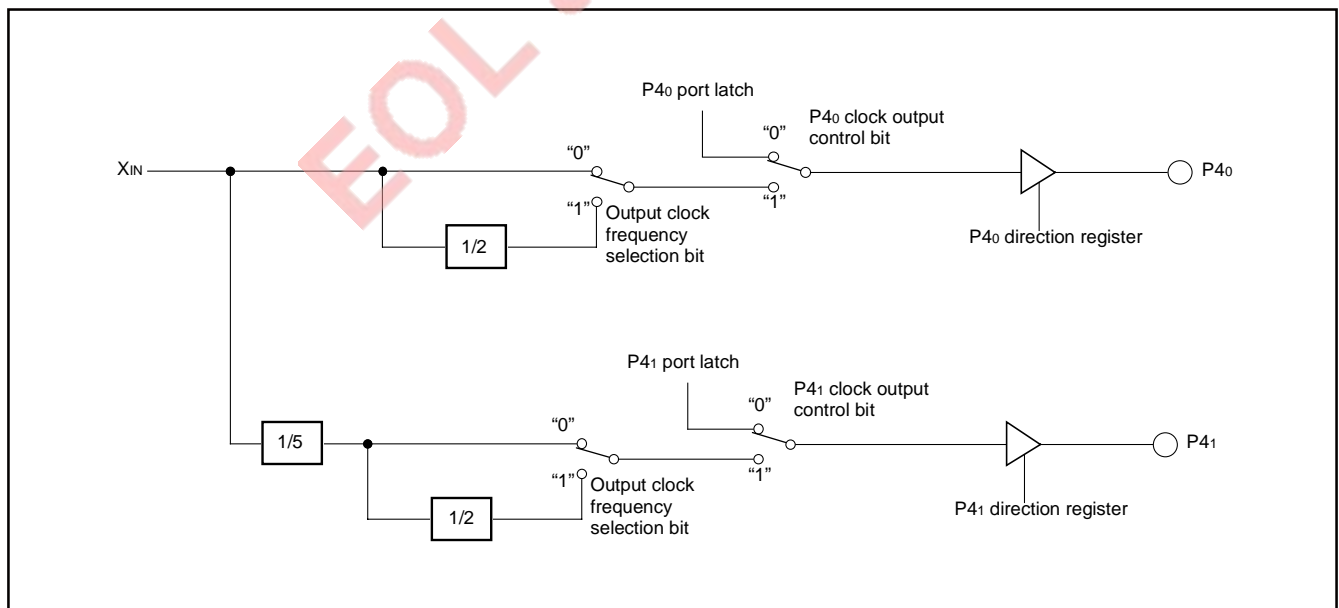 EOL
P40 port latch
P40 clock output
control bit
“0”
XIN
“0”
P40
“1”
“1”
Output clock
frequency
selection bit
1/2
P40 direction register
P41 port latch
P41 clock output
control bit
“0”
“0”
1/5
P41
“1”
“1”
Output clock
frequency
selection bit
1/2
P41 direction register